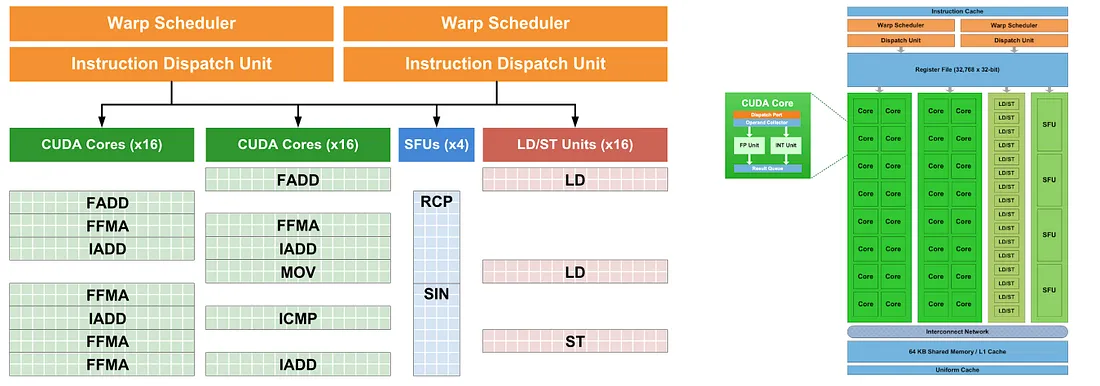 Warp Scheduler Warp Scheduler
Instruction Dispatch Unit Instruction Dispatch Unit
CUDA Cores (x16) CUDA Cores (x16) SFUs (x4) LD/ST Units (x16)
FADD LD
FADD RCP
FFMA FFMA
IADD IADD
MOV LD
FFMA SIN
IADD ICMP
FFMA ST
FFMA IADD
CUDA Core
Dispatch Port
Operand Collector
FP Unit INT Unit
Result Queue
Instruction Cache
Warp Scheduler Warp Scheduler
Dispatch Unit Dispatch Unit
Register File (32,768 x 32-bit)
LD/ST
Core Core Core Core LD/ST SFU
LD/ST
Core Core Core Core LD/ST
LD/ST
Core Core Core Core LD/ST
LD/ST SFU
Core Core Core Core LD/ST
LD/ST
Core Core Core Core LD/ST
LD/ST SFU
Core Core Core Core LD/ST
LD/ST
Core Core Core Core LD/ST
LD/ST SFU
Core Core Core Core LD/ST
Interconnect Network
64 KB Shared Memory / L1 Cache
Uniform Cache